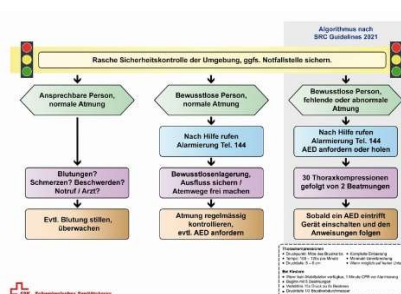 Algorithmus nach
SRC Guidelines 2021
Rasche Sicherheitskontrolle der Umgebung, ggfs. Notfallstelle sichern.
Ansprechbare Person,
normale Atmung
Bewusstlose Person,
normale Atmung
Bewusstlose Person,
fehlende oder abnormale
Atmung
Nach Hilfe rufen
Alarmierung Tel. 144
Nach Hilfe rufen
Alarmierung Tel. 144
AED anfordern oder holen
Blutungen?
Schmerzen? Beschwerden?
Notruf / Arzt?
Bewusstlosenlagerung,
Ausfluss sichern /
Atemwege frei machen
30 Thoraxkompressionen
gefolgt von 2 Beatmungen
Evtl. Blutung stillen,
überwachen
Atmung regelmässig
kontrollieren,
evtl. AED anfordern
Sobald ein AED eintrifft
Gerät einschalten und den
Anweisungen folgen
Thoraxkompressionen